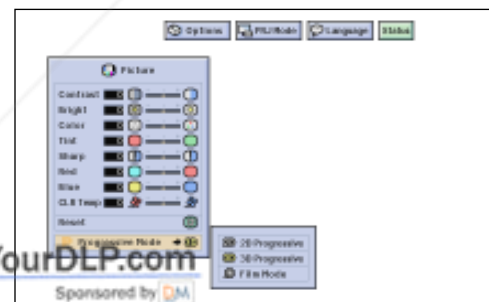 Options PRJ Mode Language Status
Picture
Contrast
Bright
Color
Tint
Sharp
Red
Blue
CLR Temp
Reset
Progressive Mode
2D Progressive
3D Progressive
Film Mode
YourDLP.com
Sponsored by DM